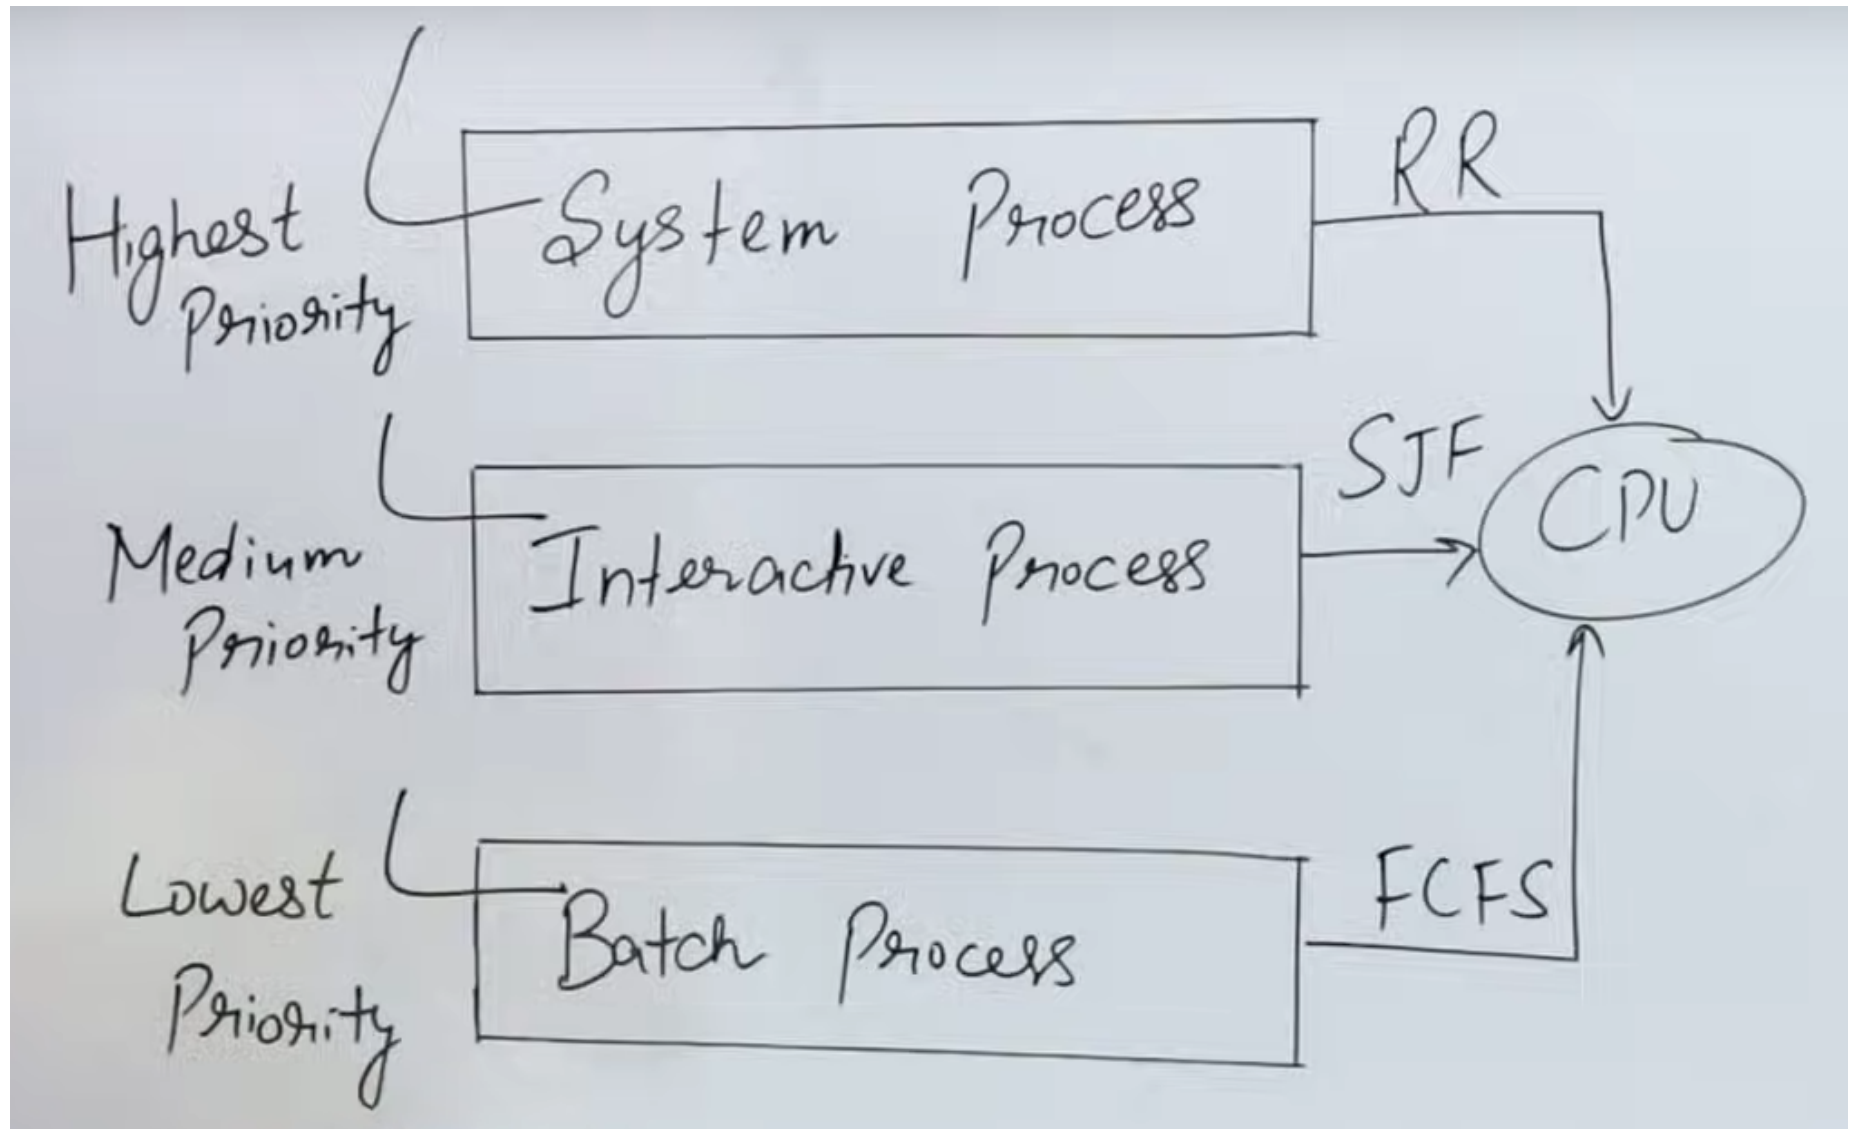 Highest
Priority
System Process
RR
Medium
Priority
Interactive Process
SJF
CPU
Lowest
Priority
Batch Process
FCFS